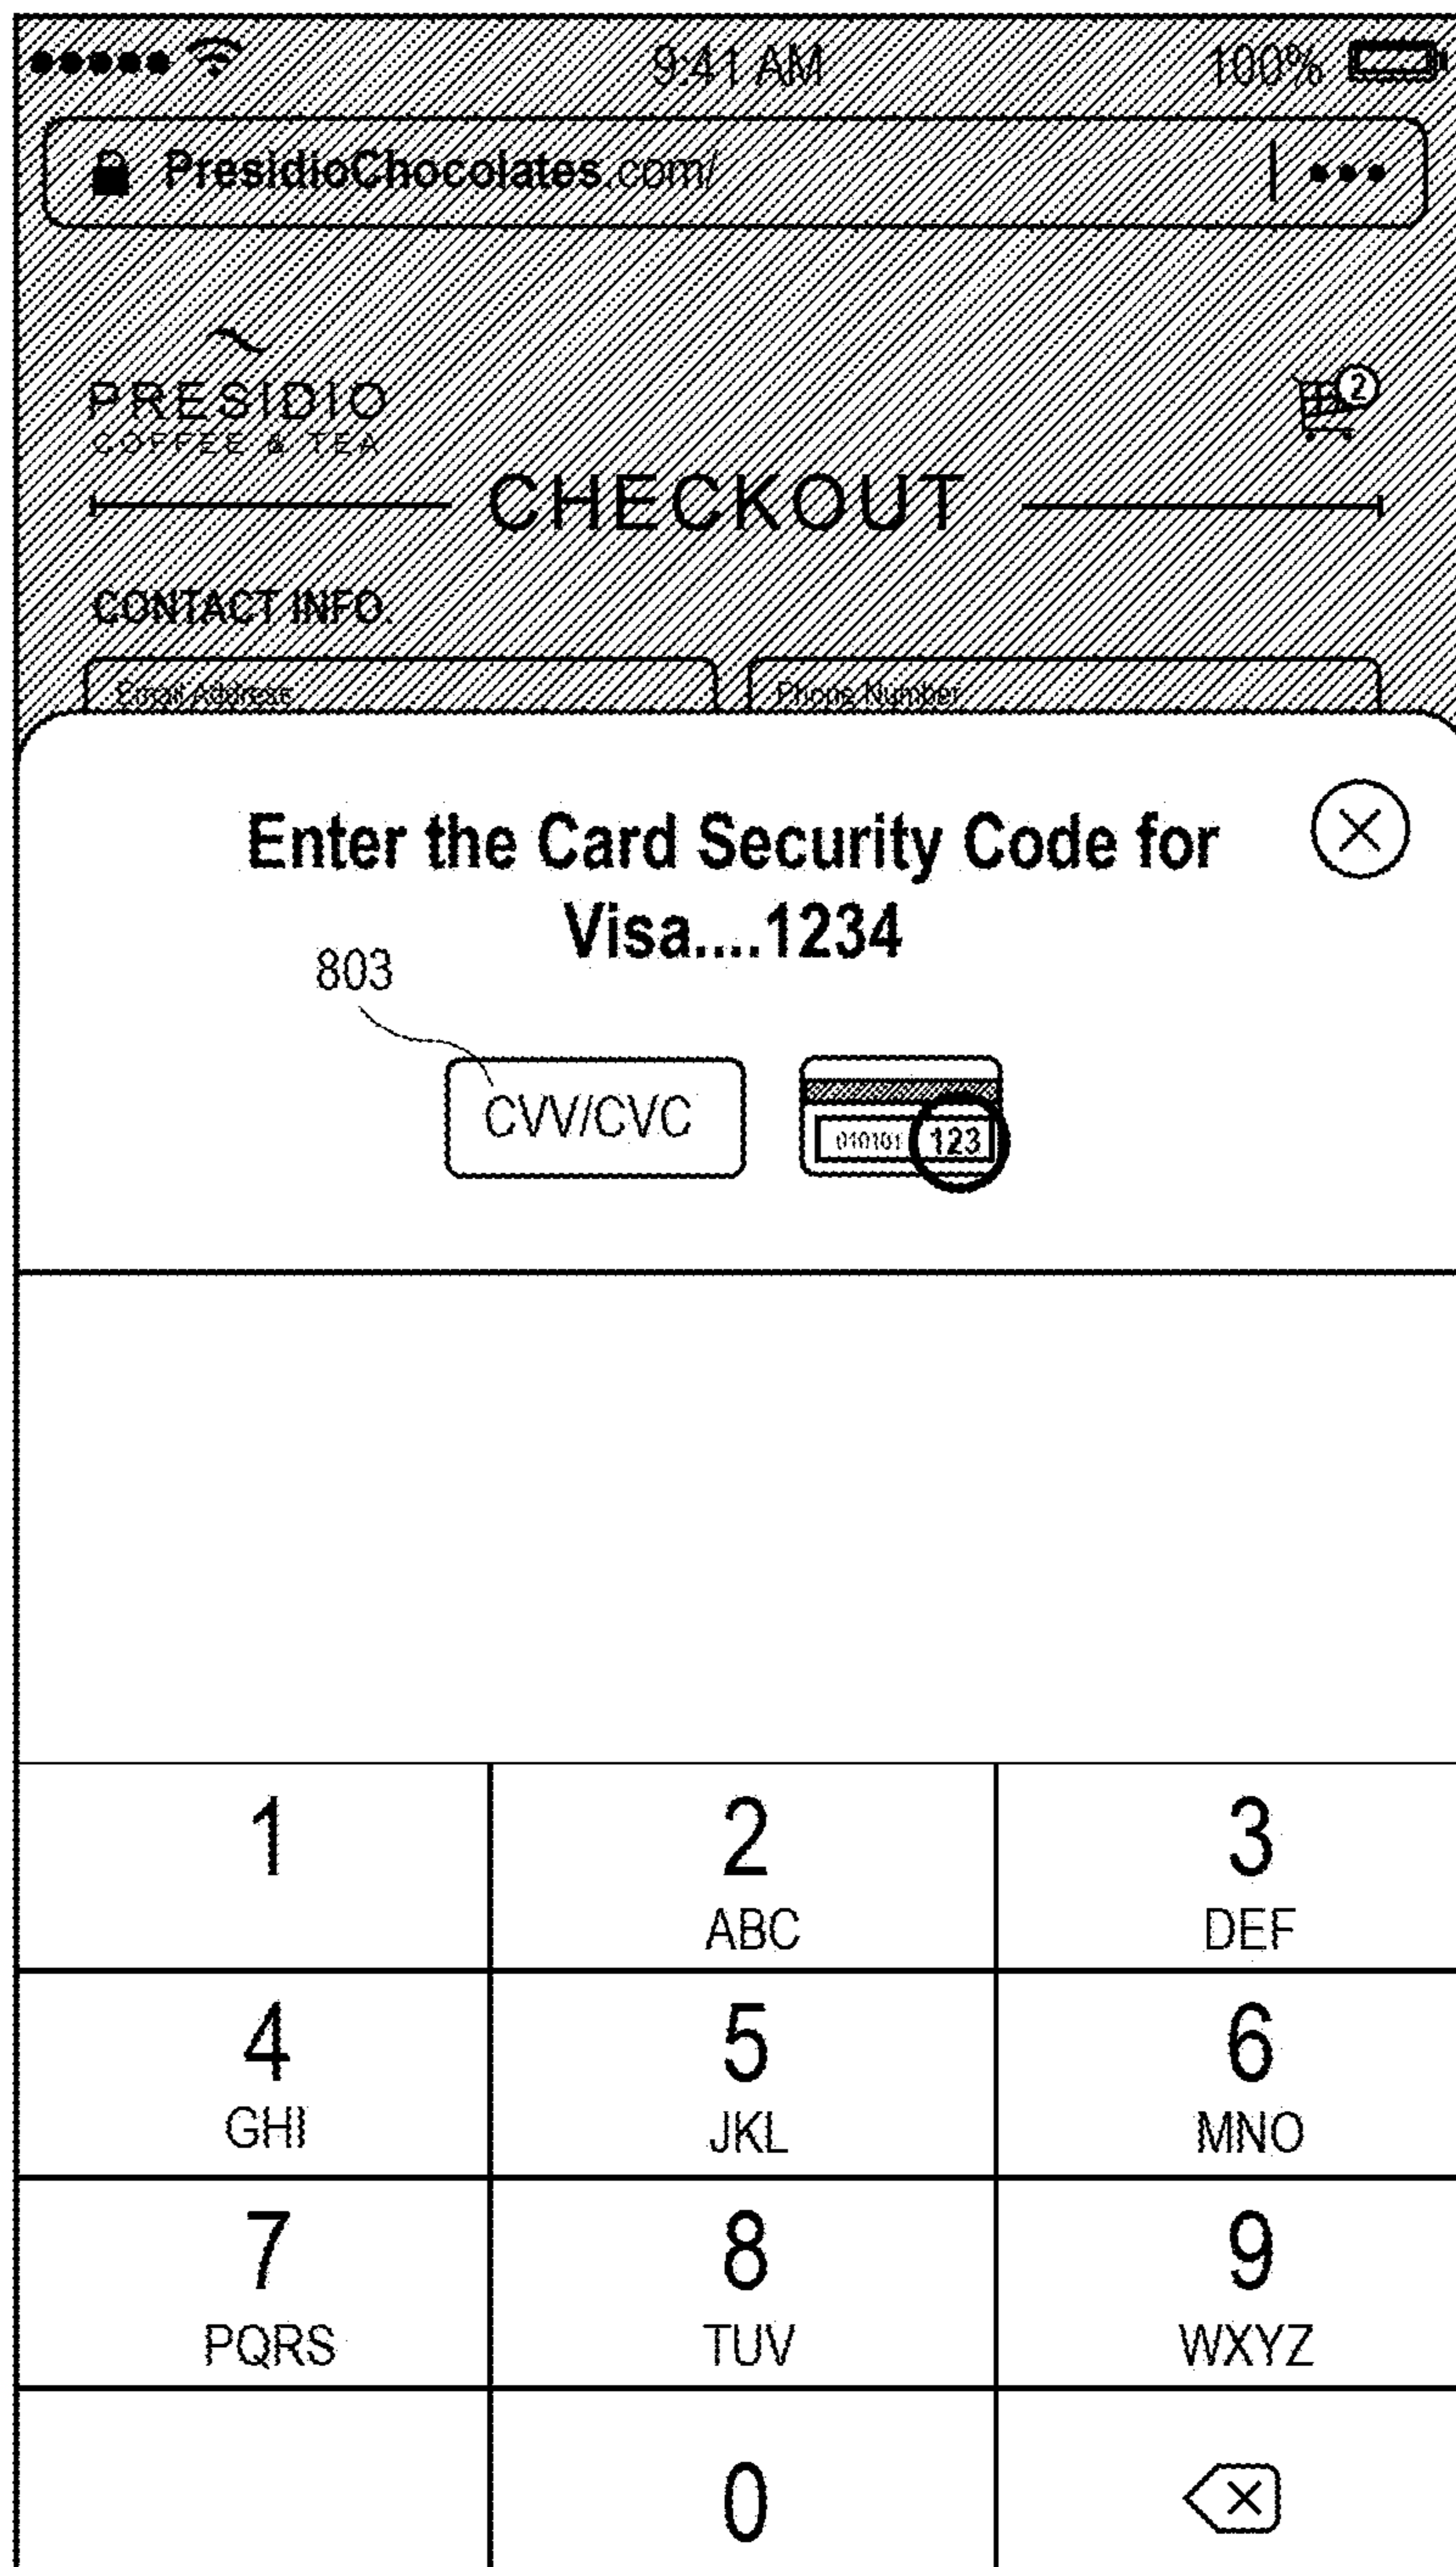 9:41 AM 100%
PresidioChocolates.com/
PRESIDIO
COFFEE & TEA
2
CHECKOUT
CONTACT INFO.
Email Address Phone Number
Enter the Card Security Code for
Visa....1234
803
CVV/CVC
010101 123
1 2 3
ABC DEF
4 5 6
GHI JKL MNO
7 8 9
PQRS TUV WXYZ
0